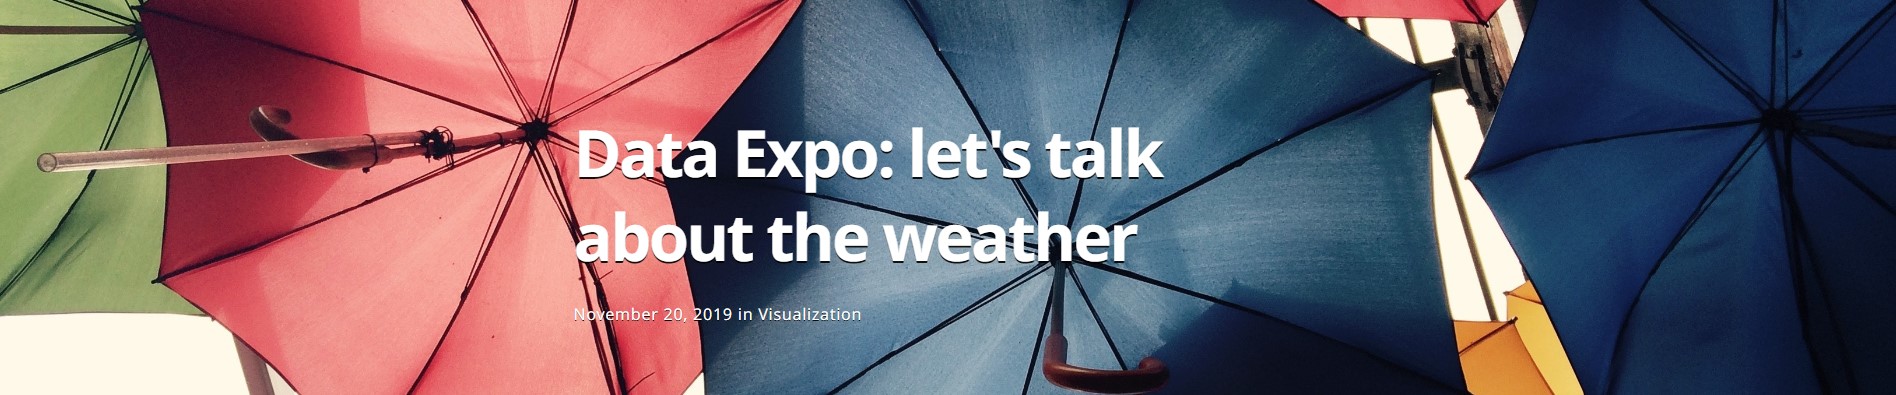 Data Expo: let's talk
about the weather
November 20, 2019 in Visualization